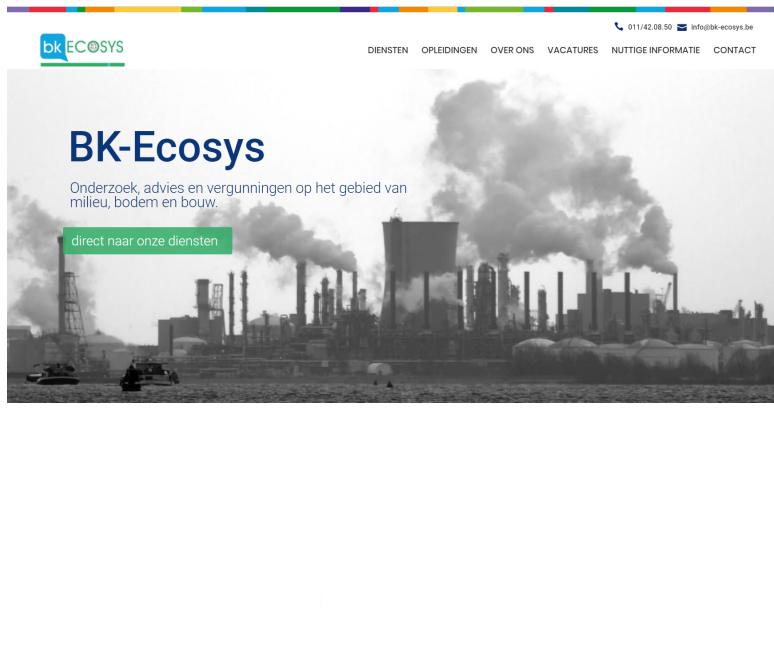 011/42.08.50 info@bk-ecosys.be
bk ECOSYS
DIENSTEN OPLEIDINGEN OVER ONS VACATURES NUTTIGE INFORMATIE CONTACT
BK-Ecosys
Onderzoek, advies en vergunningen op het gebied van
milieu, bodem en bouw.
direct naar onze diensten